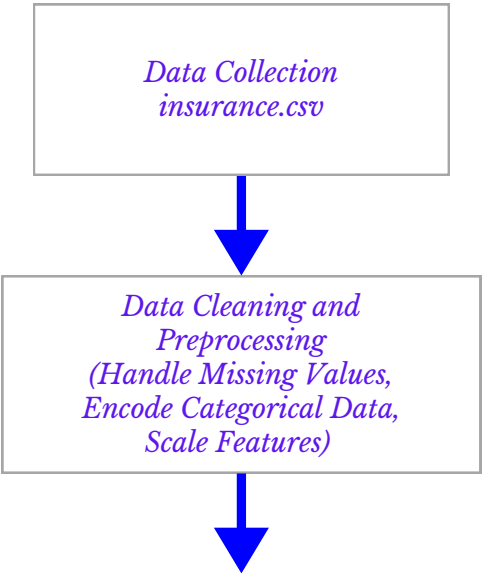 Data Collection
insurance.csv
Data Cleaning and
Preprocessing
(Handle Missing Values,
Encode Categorical Data,
Scale Features)